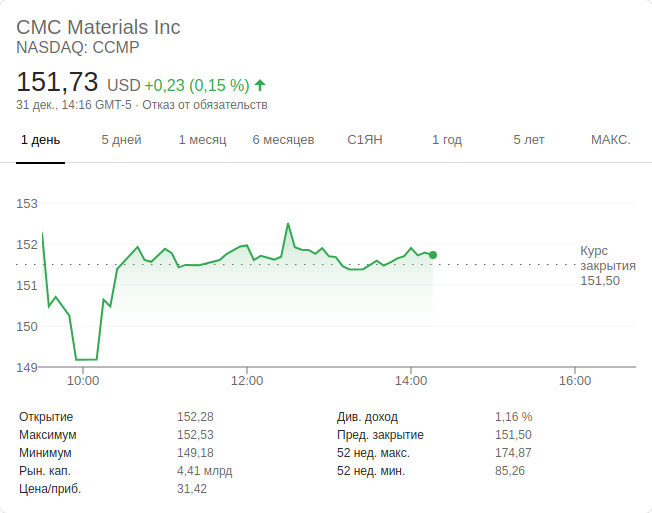 CMC Materials Inc
NASDAQ: CCMP
151,73 USD +0,23 (0,15 %)
31 дек., 14:16 GMT-5 · Отказ от обязательств
1 день 5 дней 1 месяц 6 месяцев С1ЯН 1 год 5 лет МАКС.
153
152
151
150
149
Курс
закрытия
151,50
10:00 12:00 14:00 16:00
Открытие 152,28
Максимум 152,53
Минимум 149,18
Рын. кап. 4,41 млрд
Цена/приб. 31,42
Див. доход 1,16 %
Пред. закрытие 151,50
52 нед. макс. 174,87
52 нед. мин. 85,26